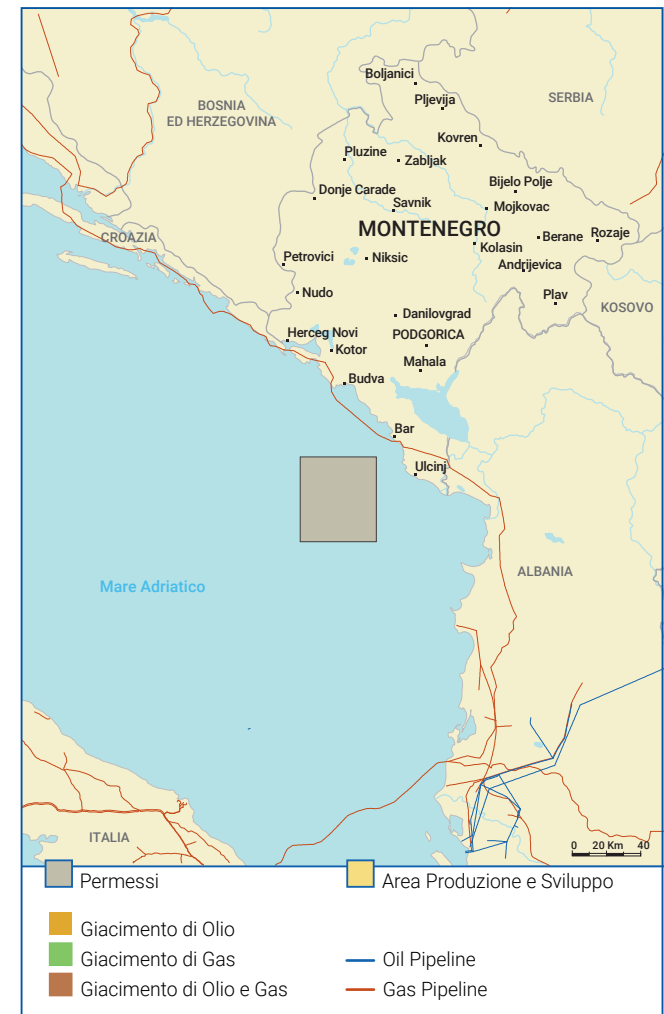 Boljanici
Pljevija
BOSNIA
ED HERZEGOVINA
SERBIA
Kovren
Pluzine
Zabljak
Bijelo Polje
Donje Carade
Savnik
Mojkovac
MONTENEGRO
CROAZIA
Kolasin
Berane
Rozaje
Petrovici
Niksic
Andrijevica
Nudo
Plav
KOSOVO
Danilovgrad
Herceg Novi
PODGORICA
Kotor
Mahala
Budva
Bar
Ulcinj
ALBANIA
Mare Adriatico
ITALIA
0 20 Km 40
Permessi
Area Produzione e Sviluppo
Giacimento di Olio
Giacimento di Gas
Oil Pipeline
Giacimento di Olio e Gas
Gas Pipeline